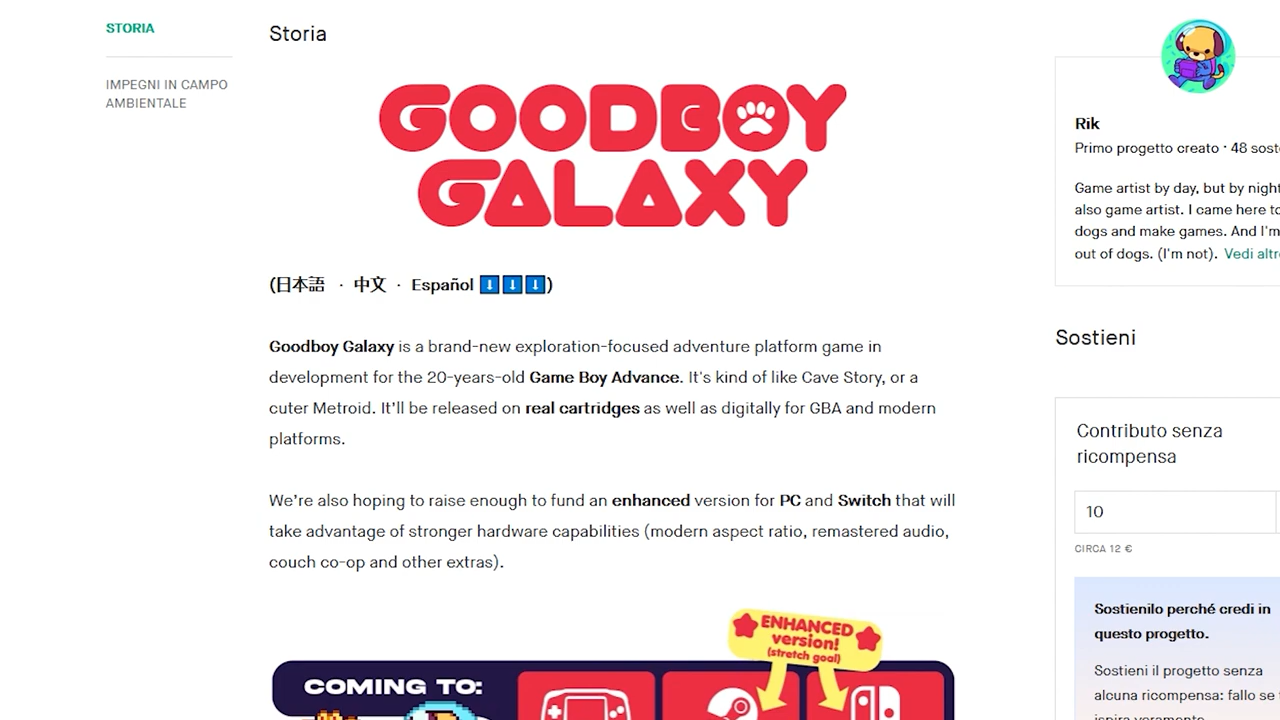 STORIA
IMPEGNI IN CAMPO
AMBIENTALE
Storia
GOODBOY
GALAXY
(日本語 · 中文 · Español ⬇️⬇️⬇️)
Goodboy Galaxy is a brand-new exploration-focused adventure platform game in
development for the 20-years-old Game Boy Advance. It's kind of like Cave Story, or a
cuter Metroid. It'll be released on real cartridges as well as digitally for GBA and modern
platforms.
We're also hoping to raise enough to fund an enhanced version for PC and Switch that will
take advantage of stronger hardware capabilities (modern aspect ratio, remastered audio,
couch co-op and other extras).
ENHANCED
version!
(stretch goal)
COMING TO:
Rik
Primo progetto creato · 48 soste
Game artist by day, but by night
also game artist. I came here to
dogs and make games. And I'm
out of dogs. (I'm not). Vedi altro
Sostieni
Contributo senza
ricompensa
10
CIRCA 12 €
Sostienilo perché credi in
questo progetto.
Sostieni il progetto senza
alcuna ricompensa: fallo se